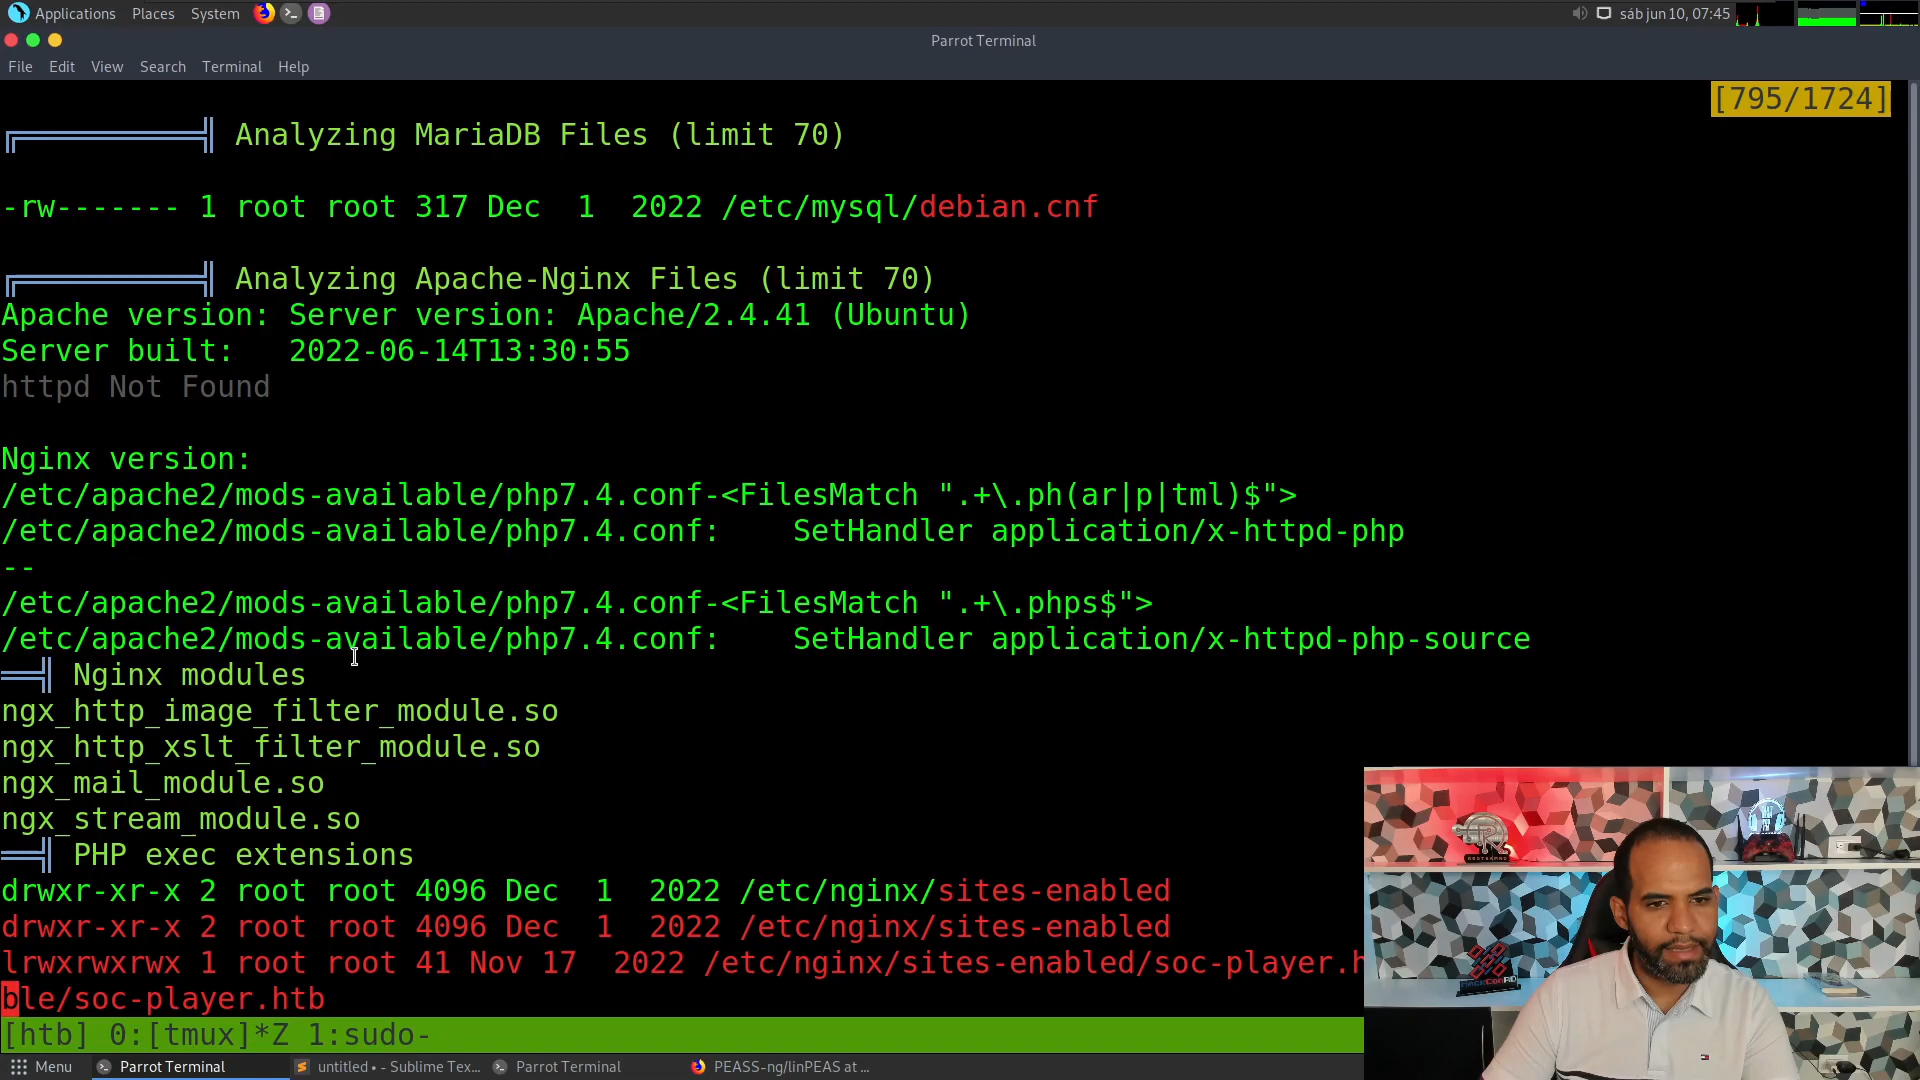 Applications Places System sáb jun 10, 07:45
Parrot Terminal
File Edit View Search Terminal Help
[795/1724]
Analyzing MariaDB Files (limit 70)
-rw------- 1 root root 317 Dec  1  2022 /etc/mysql/debian.cnf
Analyzing Apache-Nginx Files (limit 70)
Apache version: Server version: Apache/2.4.41 (Ubuntu)
Server built:   2022-06-14T13:30:55
httpd Not Found
Nginx version:
/etc/apache2/mods-available/php7.4.conf-<FilesMatch ".+\.ph(ar|p|tml)$">
/etc/apache2/mods-available/php7.4.conf:    SetHandler application/x-httpd-php
--
/etc/apache2/mods-available/php7.4.conf-<FilesMatch ".+\.phps$">
/etc/apache2/mods-available/php7.4.conf:    SetHandler application/x-httpd-php-source
Nginx modules
ngx_http_image_filter_module.so
ngx_http_xslt_filter_module.so
ngx_mail_module.so
ngx_stream_module.so
PHP exec extensions
drwxr-xr-x 2 root root 4096 Dec  1  2022 /etc/nginx/sites-enabled
drwxr-xr-x 2 root root 4096 Dec  1  2022 /etc/nginx/sites-enabled
lrwxrwxrwx 1 root root 41 Nov 17  2022 /etc/nginx/sites-enabled/soc-player.h
ble/soc-player.htb
[htb] 0:[tmux]*Z 1:sudo-
Menu Parrot Terminal untitled • - Sublime Tex... Parrot Terminal PEASS-ng/linPEAS at ...